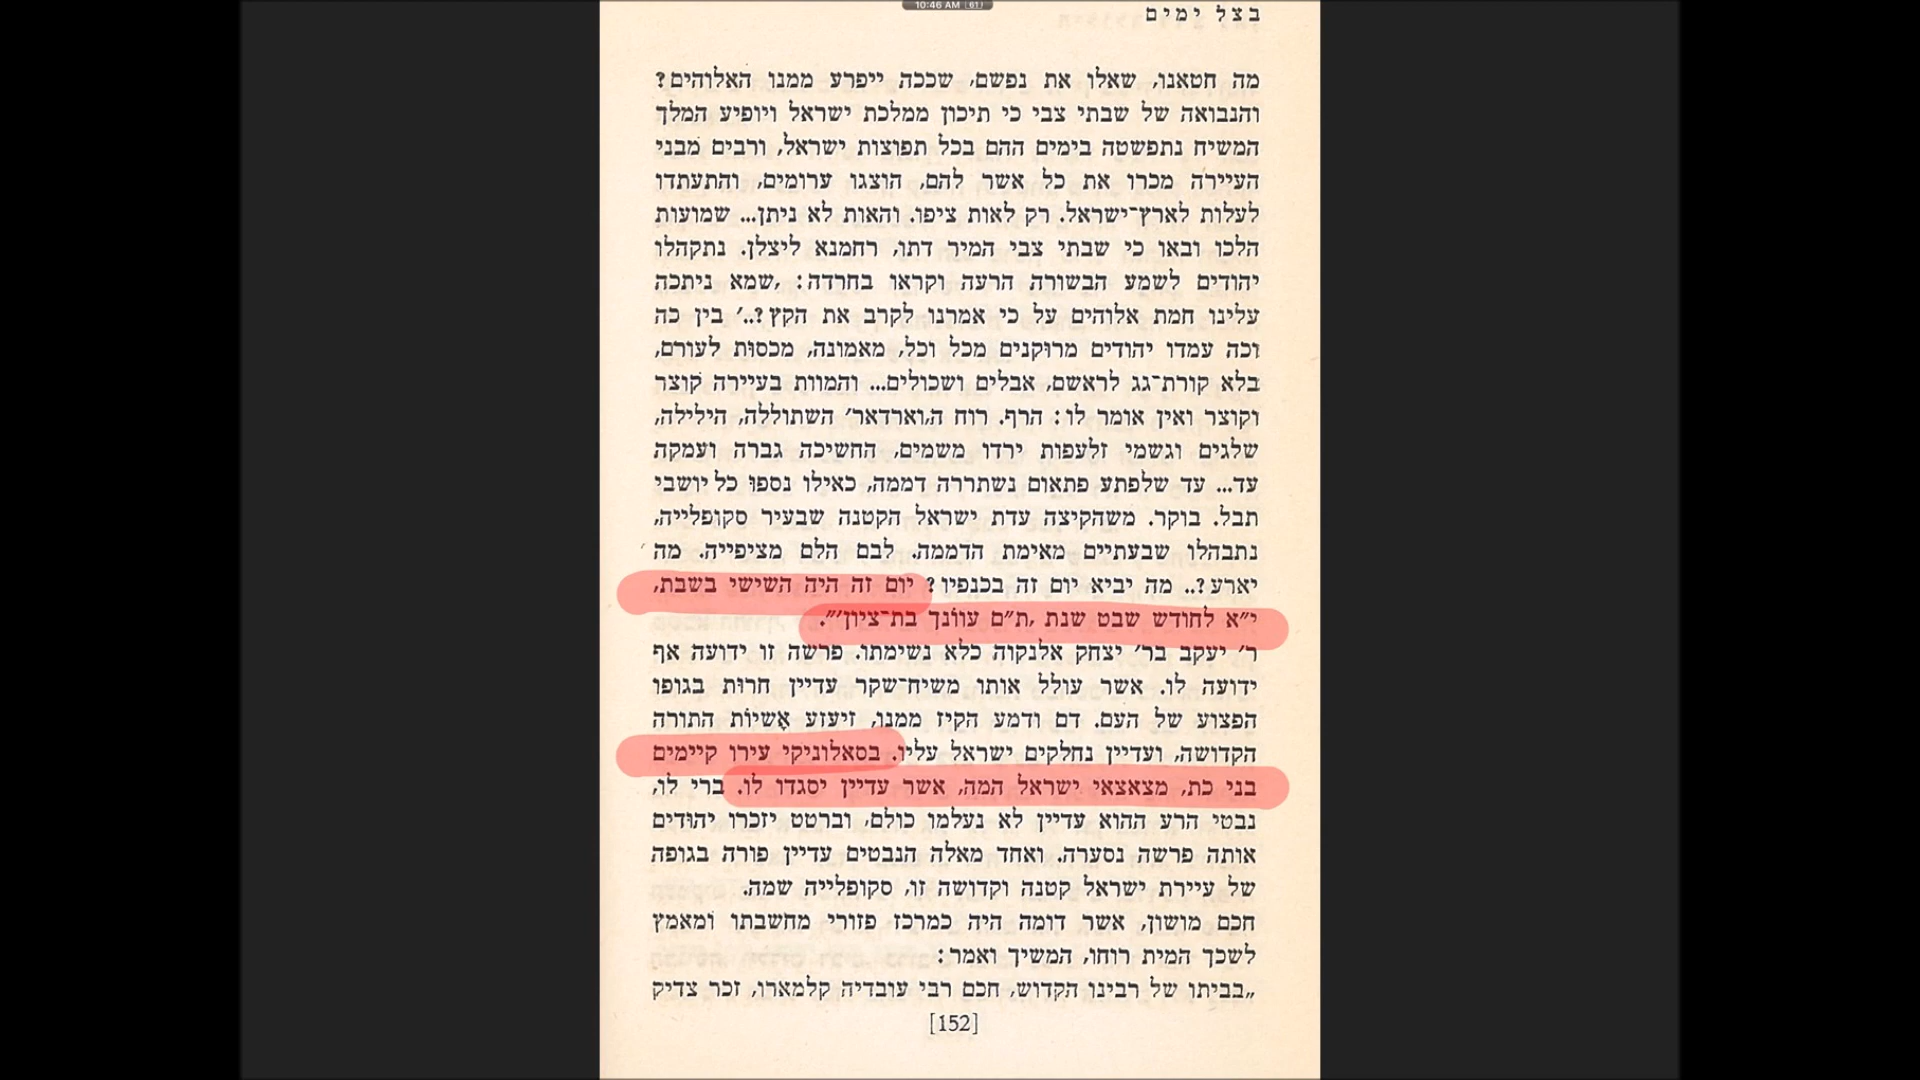 10:46 AM
61
בצל ימים
מה חטאנו, שאלו את נפשם, שככה ייפרע ממנו האלוהים?
והנבואה של שבתי צבי כי תיכון ממלכת ישראל ויופיע המלך
המשיח נתפשטה בימים ההם בכל תפוצות ישראל, ורבים מבני
העיירה מכרו את כל אשר להם, הוצגו ערומים, והתעתדו
לעלות לארץ־ישראל. רק לאות ציפו. והאות לא ניתן... שמועות
הלכו ובאו כי שבתי צבי המיר דתו, רחמנא ליצלן. נתקהלו
יהודים לשמע הבשורה הרעה וקראו בחרדה: ,שמא ניתכה
עלינו חמת אלוהים על כי אמרנו לקרב את הקץ?..׳ בין כה
וכה עמדו יהודים מרוקנים מכל וכל, מאמונה, מכסות לעורם,
בלא קורת־גג לראשם, אבלים ושכולים... והמוות בעיירה קוצר
וקוצר ואין אומר לו: הרף. רוח ה,וארדאר׳ השתוללה, הילילה,
שלגים וגשמי זלעפות ירדו משמים, החשיכה גברה ועמקה
עד... עד שלפתע פתאום נשתררה דממה, כאילו נספו כל יושבי
תבל. בוקר. משהקיצה עדת ישראל הקטנה שבעיר סקופלייה,
נתבהלו שבעתיים מאימת הדממה. לבם הלם מציפייה. מה
יארע?.. מה יביא יום זה בכנפיו? יום זה היה השישי בשבת,
י״א לחודש שבט שנת ,ת״ם עוונך בת־ציון׳״.
ר׳ יעקב בר׳ יצחק אלנקוה כלא נשימתו. פרשה זו ידועה אף
ידועה לו. אשר עולל אותו משיח־שקר עדיין חרות בגופו
הפצוע של העם. דם ודמע הקיז ממנו, זיעזע אָשיות התורה
הקדושה, ועדיין נחלקים ישראל עליו. בסאלוניקי עירו קיימים
בני כת, מצאצאי ישראל המה, אשר עדיין יסגדו לו. ברי לו,
נבטי הרע ההוא עדיין לא נעלמו כולם, וברטט יזכרו יהודים
אותה פרשה נסערה. ואחד מאלה הנבטים עדיין פורה בגופה
של עיירת ישראל קטנה וקדושה זו, סקופלייה שמה.
חכם מושון, אשר דומה היה כמרכז פזורי מחשבתו ומאמץ
לשכך המית רוחו, המשיך ואמר:
„בביתו של רבינו הקדוש, חכם רבי עובדיה קלמארו, זכר צדיק
[152]